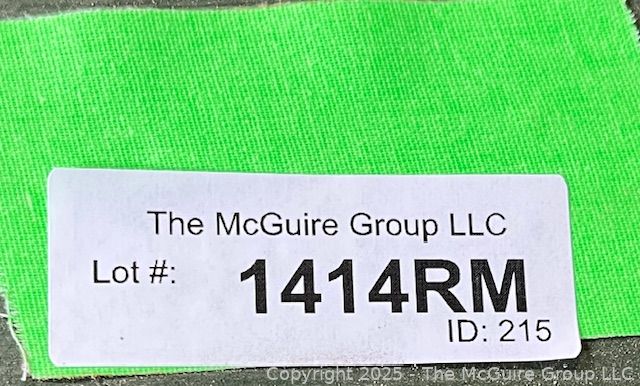 The McGuire Group LLC
Lot #: 1414RM
ID: 215
Copyright 2025 - The McGuire Group LLC